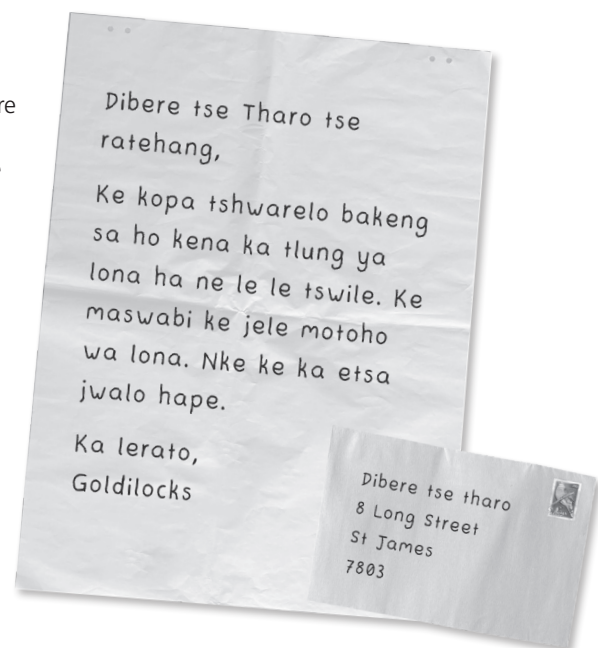 re
Dibere tse Tharo tse
ratehang,
Ke kopa tshwarelo bakeng
sa ho kena ka tlung ya
lona ha ne le le tswile. Ke
maswabi ke jele motoho
wa lona. Nke ke ka etsa
jwalo hape.
Ka lerato,
Goldilocks
Dibere tse tharo
8 Long Street
St James
7803